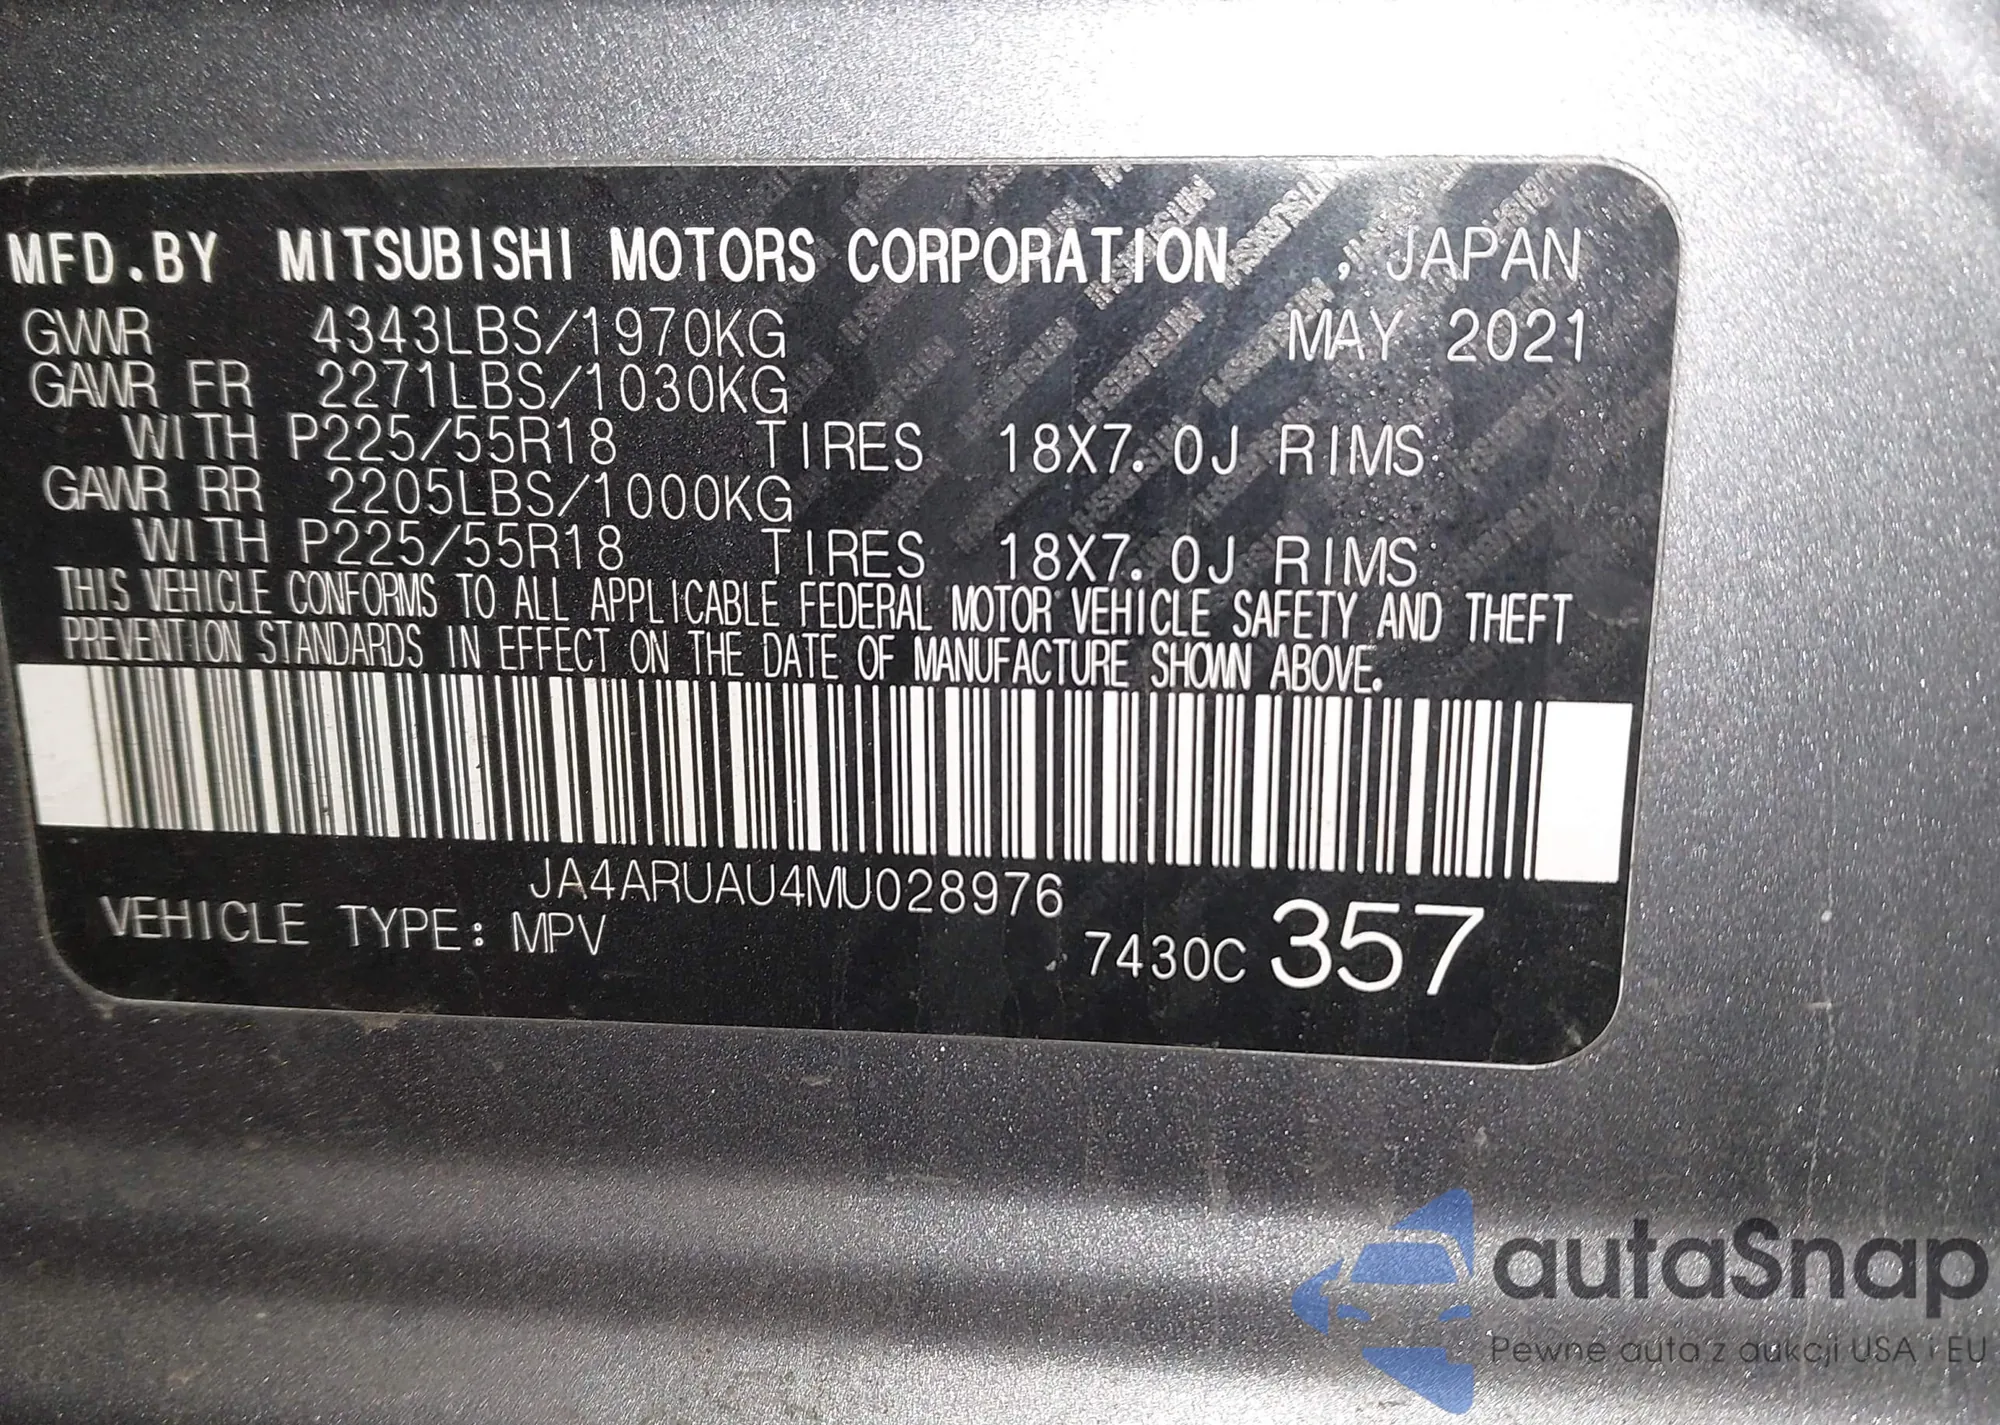 MFD.BY MITSUBISHI MOTORS CORPORATION , JAPAN
GVWR 4343LBS/1970KG MAY 2021
GAWR FR 2271LBS/1030KG
WITH P225/55R18 TIRES 18X7.0J RIMS
GAWR RR 2205LBS/1000KG
WITH P225/55R18 TIRES 18X7.0J RIMS
THIS VEHICLE CONFORMS TO ALL APPLICABLE FEDERAL MOTOR VEHICLE SAFETY AND THEFT
PREVENTION STANDARDS IN EFFECT ON THE DATE OF MANUFACTURE SHOWN ABOVE.
JA4ARUAU4MU028976
VEHICLE TYPE: MPV 7430C 357
autaSnap
Pewne auta z aukcji USA i EU